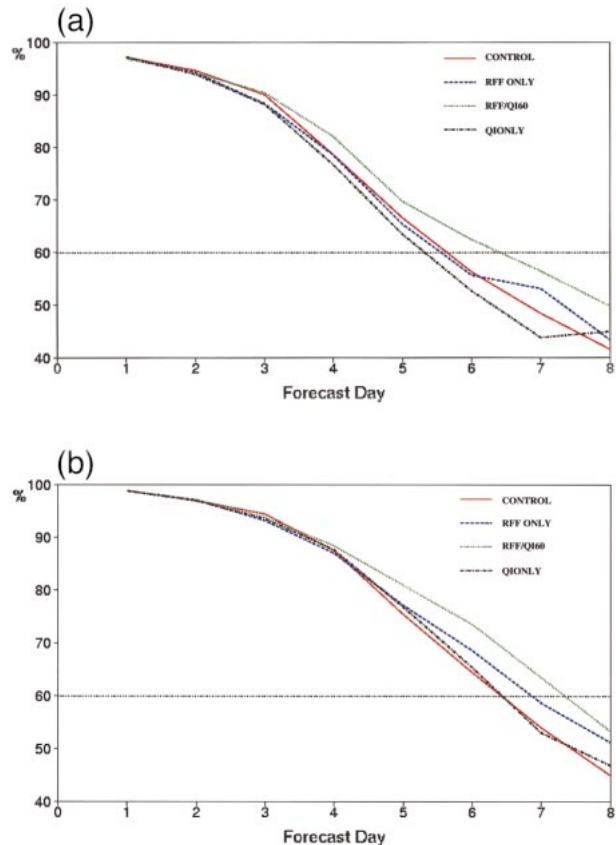 (a)
%
100
90
80
70
60
50
40
CONTROL
RFF ONLY
RFF/QI60
QIONLY
0 1 2 3 4 5 6 7 8
Forecast Day
(b)
%
100
90
80
70
60
50
40
CONTROL
RFF ONLY
RFF/QI60
QIONLY
0 1 2 3 4 5 6 7 8
Forecast Day